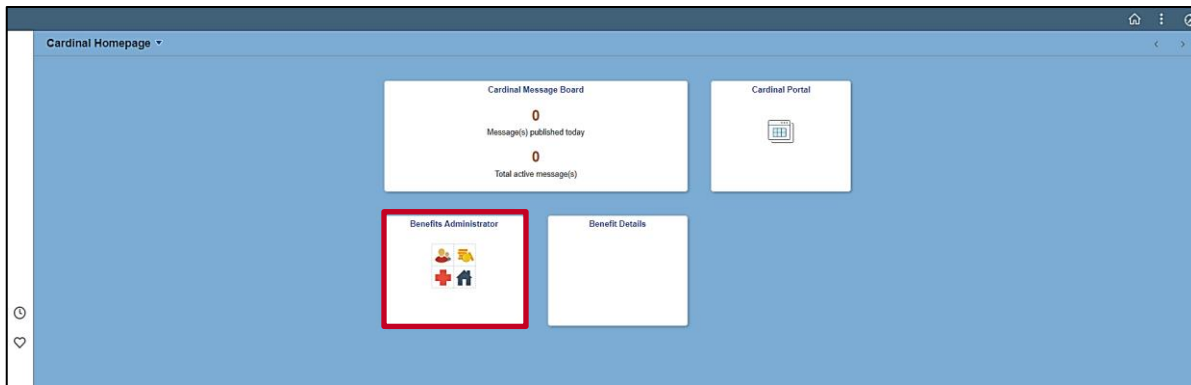 Cardinal Homepage
Cardinal Message Board
0
Message(s) published today
0
Total active message(s)
Cardinal Portal
Benefits Administrator
Benefit Details